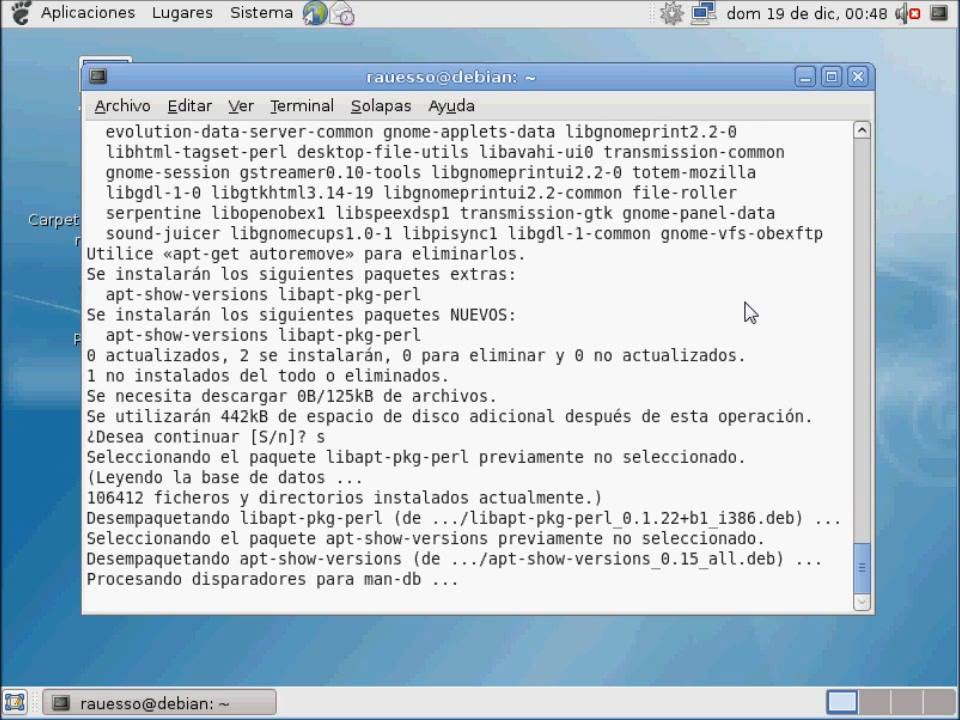 Aplicaciones Lugares Sistema dom 19 de dic, 00:48
rauesso@debian: ~
Archivo Editar Ver Terminal Solapas Ayuda
evolution-data-server-common gnome-applets-data libgnomeprint2.2-0
libhtml-tagset-perl desktop-file-utils libavahi-ui0 transmission-common
gnome-session gstreamer0.10-tools libgnomeprintui2.2-0 totem-mozilla
libgdl-1-0 libgtkhtml3.14-19 libgnomeprintui2.2-common file-roller
serpentine libopenobex1 libspeexdsp1 transmission-gtk gnome-panel-data
sound-juicer libgnomecups1.0-1 libpisync1 libgdl-1-common gnome-vfs-obexftp
Utilice «apt-get autoremove» para eliminarlos.
Se instalarán los siguientes paquetes extras:
apt-show-versions libapt-pkg-perl
Se instalarán los siguientes paquetes NUEVOS:
apt-show-versions libapt-pkg-perl
0 actualizados, 2 se instalarán, 0 para eliminar y 0 no actualizados.
1 no instalados del todo o eliminados.
Se necesita descargar 0B/125kB de archivos.
Se utilizarán 442kB de espacio de disco adicional después de esta operación.
¿Desea continuar [S/n]? s
Seleccionando el paquete libapt-pkg-perl previamente no seleccionado.
(Leyendo la base de datos ...
106412 ficheros y directorios instalados actualmente.)
Desempaquetando libapt-pkg-perl (de .../libapt-pkg-perl_0.1.22+b1_i386.deb) ...
Seleccionando el paquete apt-show-versions previamente no seleccionado.
Desempaquetando apt-show-versions (de .../apt-show-versions_0.15_all.deb) ...
Procesando disparadores para man-db ...
Carpet
rauesso@debian: ~